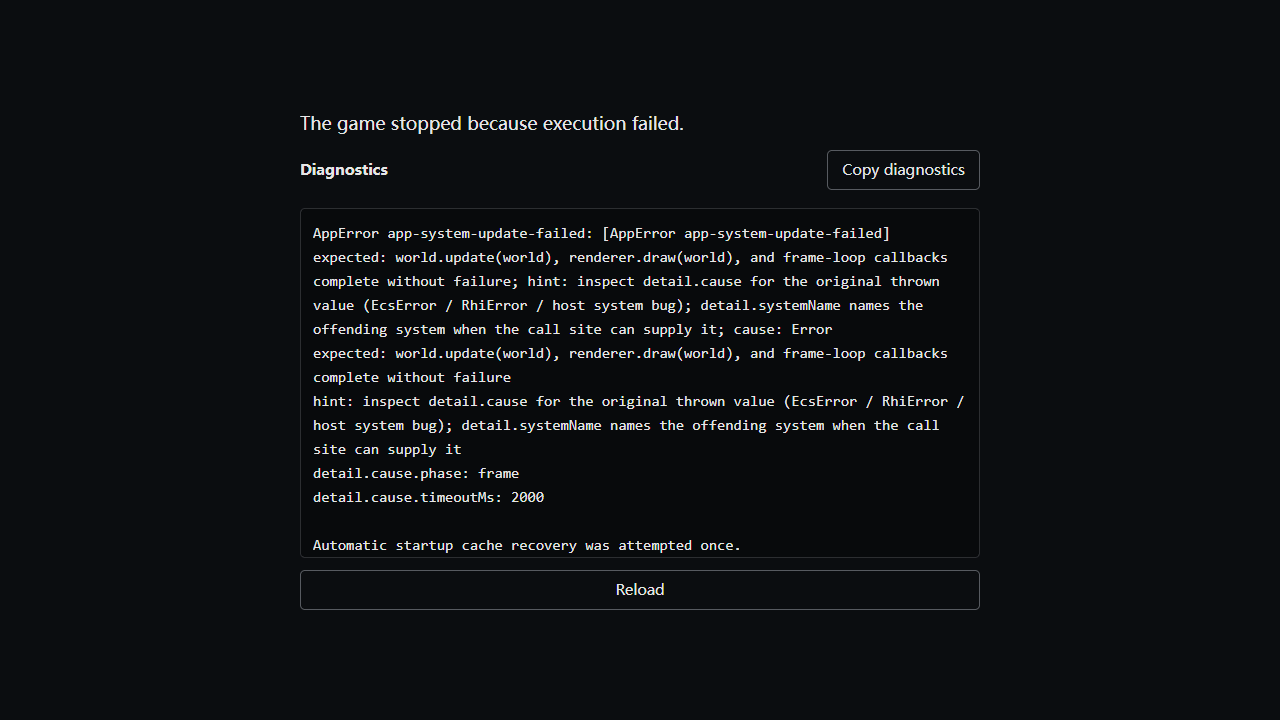 The game stopped because execution failed.
Diagnostics
Copy diagnostics
AppError app-system-update-failed: [AppError app-system-update-failed]
expected: world.update(world), renderer.draw(world), and frame-loop callbacks
complete without failure; hint: inspect detail.cause for the original thrown
value (EcsError / RhiError / host system bug); detail.systemName names the
offending system when the call site can supply it; cause: Error
expected: world.update(world), renderer.draw(world), and frame-loop callbacks
complete without failure
hint: inspect detail.cause for the original thrown value (EcsError / RhiError /
host system bug); detail.systemName names the offending system when the call
site can supply it
detail.cause.phase: frame
detail.cause.timeoutMs: 2000
Automatic startup cache recovery was attempted once.
Reload